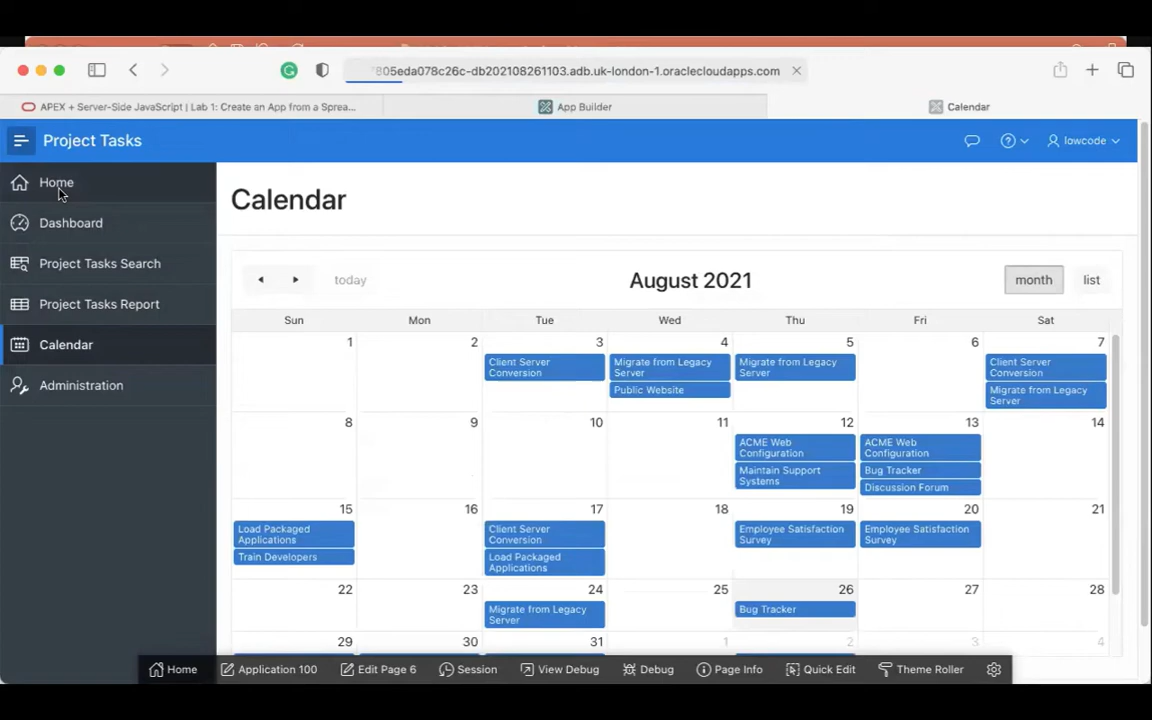 805eda078c26c-db202108261103.adb.uk-london-1.oraclecloudapps.com
APEX + Server-Side JavaScript | Lab 1: Create an App from a Sprea...
App Builder
Calendar
Project Tasks
lowcode
Home
Dashboard
Project Tasks Search
Project Tasks Report
Calendar
Administration
Calendar
today
August 2021
month
list
Sun Mon Tue Wed Thu Fri Sat
1 2 3 4 5 6 7
Client Server
Conversion
Migrate from Legacy
Server
Public Website
Migrate from Legacy
Server
Client Server
Conversion
Migrate from Legacy
Server
8 9 10 11 12 13 14
ACME Web
Configuration
Maintain Support
Systems
ACME Web
Configuration
Bug Tracker
Discussion Forum
15 16 17 18 19 20 21
Load Packaged
Applications
Train Developers
Client Server
Conversion
Load Packaged
Applications
Employee Satisfaction
Survey
Employee Satisfaction
Survey
22 23 24 25 26 27 28
Migrate from Legacy
Server
Bug Tracker
29 30 31 1 2 3 4
Home
Application 100
Edit Page 6
Session
View Debug
Debug
Page Info
Quick Edit
Theme Roller